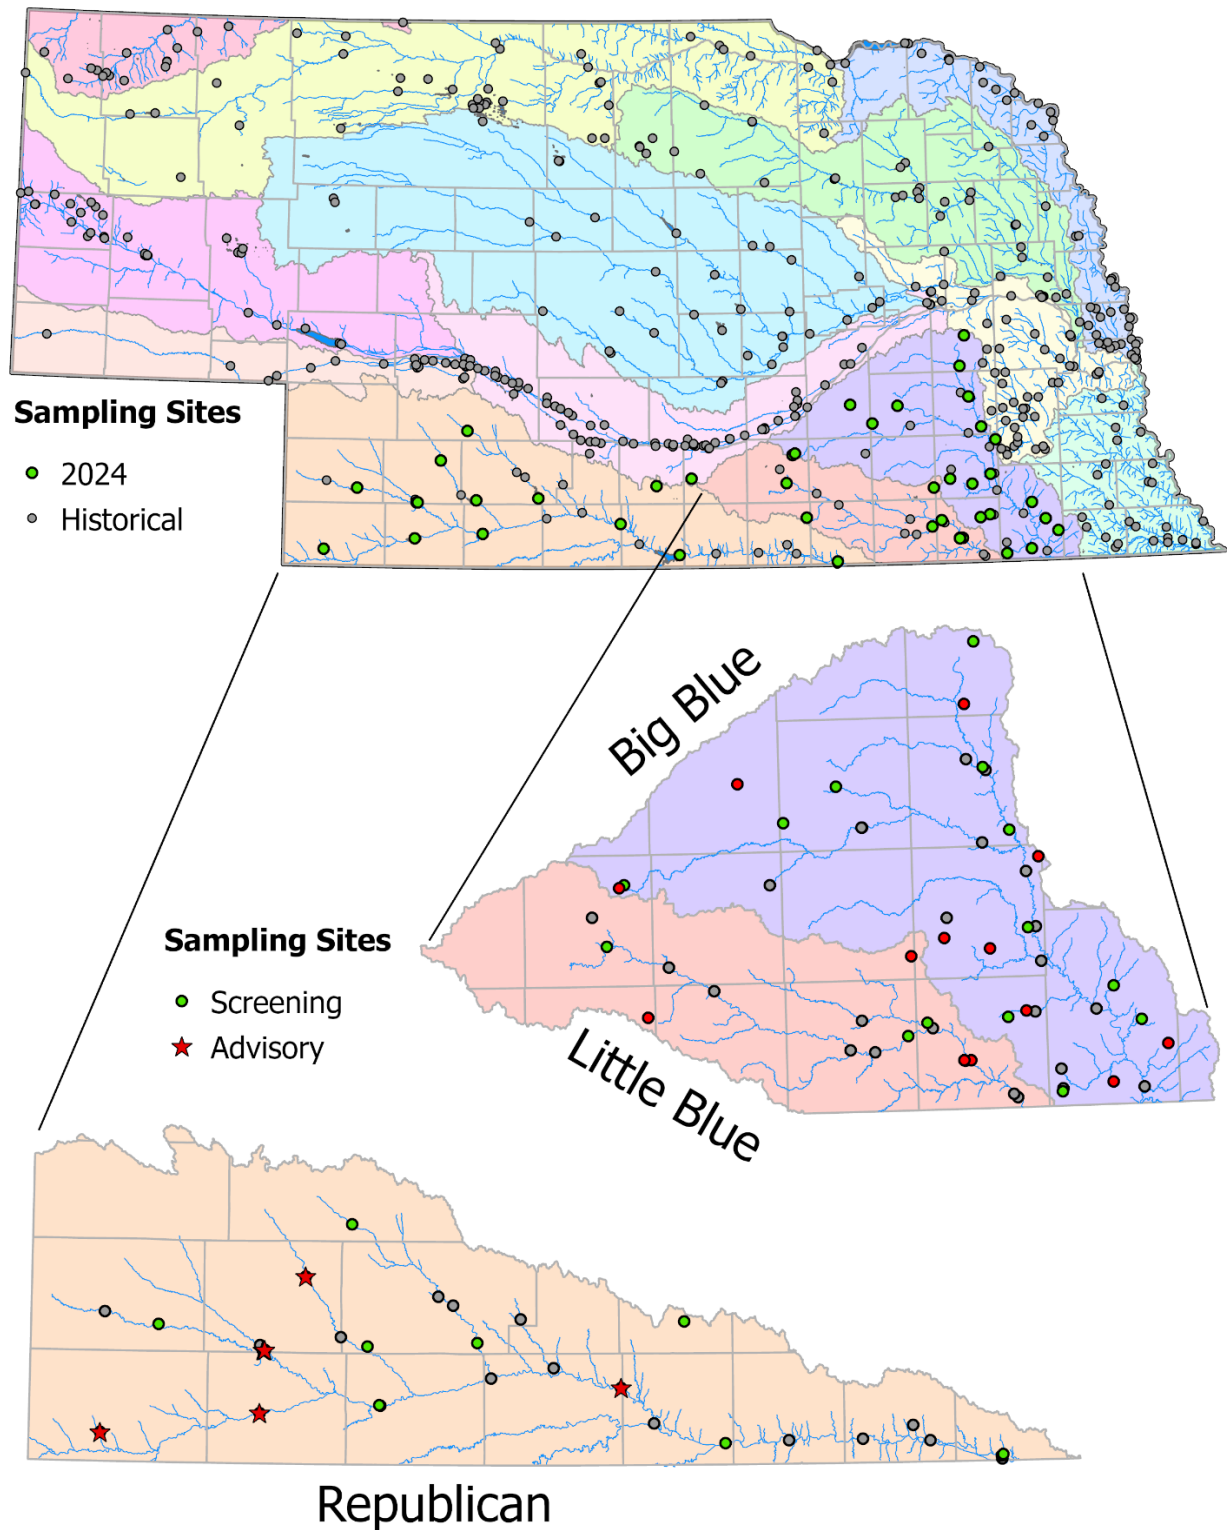 Sampling Sites
2024
Historical
Big Blue
Sampling Sites
Screening
Advisory
Little Blue
Republican